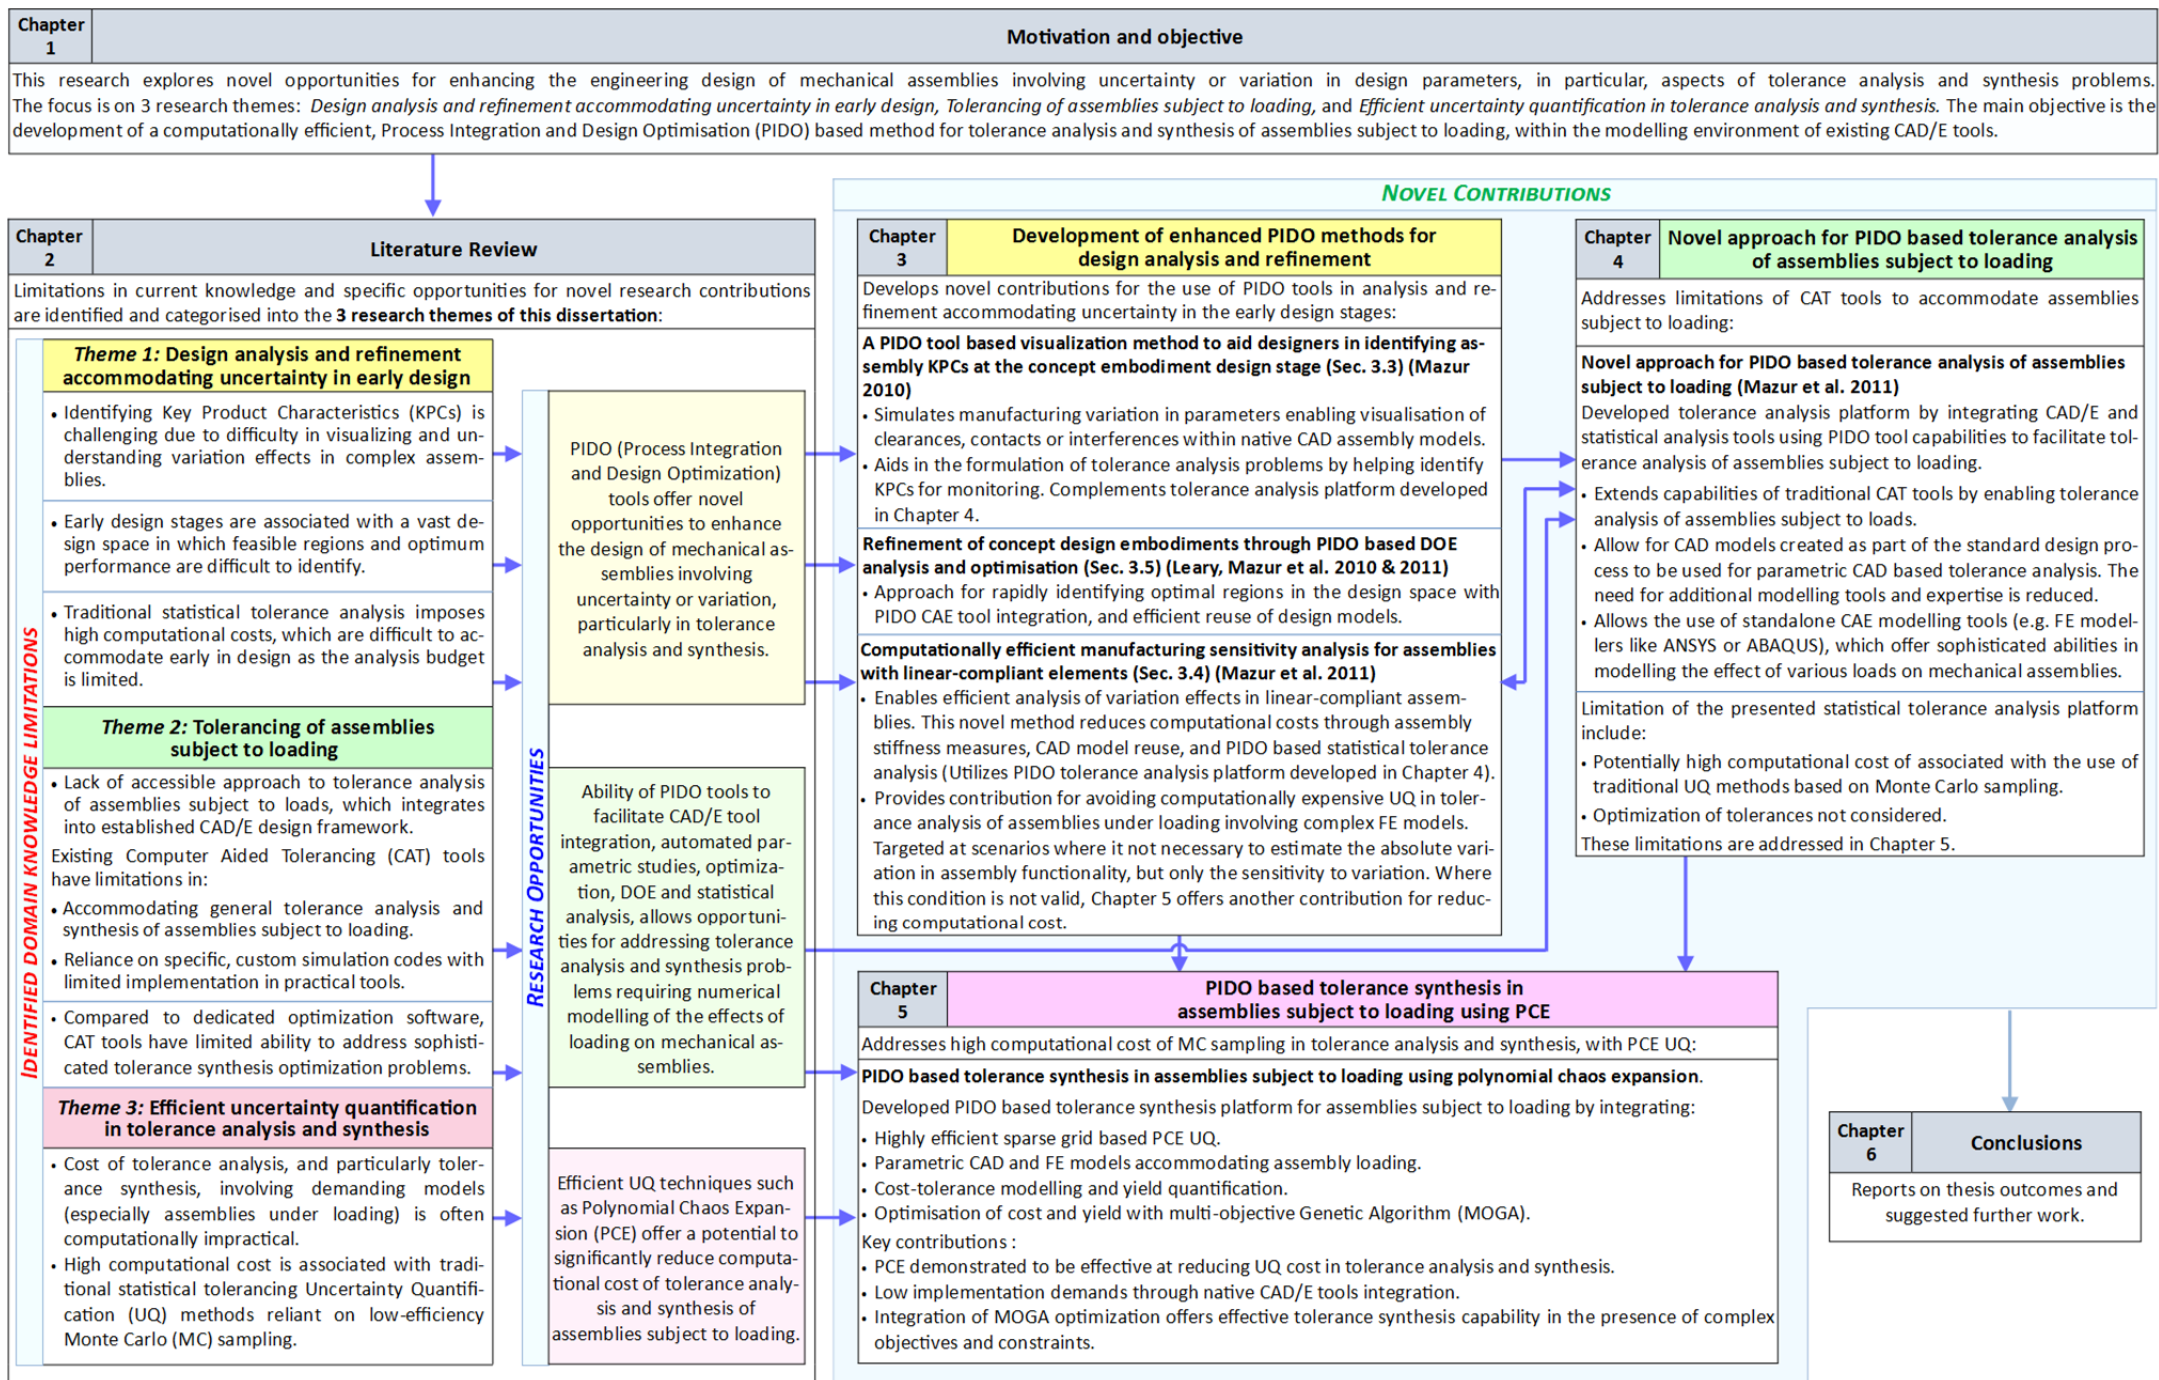 Chapter
1
Motivation and objective
This research explores novel opportunities for enhancing the engineering design of mechanical assemblies involving uncertainty or variation in design parameters, in particular, aspects of tolerance analysis and synthesis problems.
The focus is on 3 research themes: Design analysis and refinement accommodating uncertainty in early design, Tolerancing of assemblies subject to loading, and Efficient uncertainty quantification in tolerance analysis and synthesis. The main objective is the
development of a computationally efficient, Process Integration and Design Optimisation (PIDO) based method for tolerance analysis and synthesis of assemblies subject to loading, within the modelling environment of existing CAD/E tools.
Chapter
2
Literature Review
Limitations in current knowledge and specific opportunities for novel research contributions
are identified and categorised into the 3 research themes of this dissertation:
IDENTIFIED DOMAIN KNOWLEDGE LIMITATIONS
Theme 1: Design analysis and refinement
accommodating uncertainty in early design
• Identifying Key Product Characteristics (KPCs) is
challenging due to difficulty in visualizing and un-
derstanding variation effects in complex assem-
blies.
• Early design stages are associated with a vast de-
sign space in which feasible regions and optimum
performance are difficult to identify.
• Traditional statistical tolerance analysis imposes
high computational costs, which are difficult to ac-
commodate early in design as the analysis budget
is limited.
Theme 2: Tolerancing of assemblies
subject to loading
• Lack of accessible approach to tolerance analysis
of assemblies subject to loads, which integrates
into established CAD/E design framework.
Existing Computer Aided Tolerancing (CAT) tools
have limitations in:
• Accommodating general tolerance analysis and
synthesis of assemblies subject to loading.
• Reliance on specific, custom simulation codes with
limited implementation in practical tools.
• Compared to dedicated optimization software,
CAT tools have limited ability to address sophisti-
cated tolerance synthesis optimization problems.
Theme 3: Efficient uncertainty quantification
in tolerance analysis and synthesis
• Cost of tolerance analysis, and particularly toler-
ance synthesis, involving demanding models
(especially assemblies under loading) is often
computationally impractical.
• High computational cost is associated with tradi-
tional statistical tolerancing Uncertainty Quantifi-
cation (UQ) methods reliant on low-efficiency
Monte Carlo (MC) sampling.
RESEARCH OPPORTUNITIES
PIDO (Process Integration
and Design Optimization)
tools offer novel
opportunities to enhance
the design of mechanical as-
semblies involving
uncertainty or variation,
particularly in tolerance
analysis and synthesis.
Ability of PIDO tools to
facilitate CAD/E tool
integration, automated par-
ametric studies, optimiza-
tion, DOE and statistical
analysis, allows opportuni-
ties for addressing tolerance
analysis and synthesis prob-
lems requiring numerical
modelling of the effects of
loading on mechanical as-
semblies.
Efficient UQ techniques such
as Polynomial Chaos Expan-
sion (PCE) offer a potential to
significantly reduce computa-
tional cost of tolerance analy-
sis and synthesis of
assemblies subject to loading.
NOVEL CONTRIBUTIONS
Chapter
3
Development of enhanced PIDO methods for
design analysis and refinement
Develops novel contributions for the use of PIDO tools in analysis and re-
finement accommodating uncertainty in the early design stages:
A PIDO tool based visualization method to aid designers in identifying as-
sembly KPCs at the concept embodiment design stage (Sec. 3.3) (Mazur
2010)
• Simulates manufacturing variation in parameters enabling visualisation of
clearances, contacts or interferences within native CAD assembly models.
• Aids in the formulation of tolerance analysis problems by helping identify
KPCs for monitoring. Complements tolerance analysis platform developed
in Chapter 4.
Refinement of concept design embodiments through PIDO based DOE
analysis and optimisation (Sec. 3.5) (Leary, Mazur et al. 2010 & 2011)
• Approach for rapidly identifying optimal regions in the design space with
PIDO CAE tool integration, and efficient reuse of design models.
Computationally efficient manufacturing sensitivity analysis for assemblies
with linear-compliant elements (Sec. 3.4) (Mazur et al. 2011)
• Enables efficient analysis of variation effects in linear-compliant assem-
blies. This novel method reduces computational costs through assembly
stiffness measures, CAD model reuse, and PIDO based statistical tolerance
analysis (Utilizes PIDO tolerance analysis platform developed in Chapter 4).
• Provides contribution for avoiding computationally expensive UQ in toler-
ance analysis of assemblies under loading involving complex FE models.
Targeted at scenarios where it not necessary to estimate the absolute vari-
ation in assembly functionality, but only the sensitivity to variation. Where
this condition is not valid, Chapter 5 offers another contribution for reduc-
ing computational cost.
Chapter
4
Novel approach for PIDO based tolerance analysis
of assemblies subject to loading
Addresses limitations of CAT tools to accommodate assemblies
subject to loading:
Novel approach for PIDO based tolerance analysis of assemblies
subject to loading (Mazur et al. 2011)
Developed tolerance analysis platform by integrating CAD/E and
statistical analysis tools using PIDO tool capabilities to facilitate tol-
erance analysis of assemblies subject to loading.
• Extends capabilities of traditional CAT tools by enabling tolerance
analysis of assemblies subject to loads.
• Allow for CAD models created as part of the standard design pro-
cess to be used for parametric CAD based tolerance analysis. The
need for additional modelling tools and expertise is reduced.
• Allows the use of standalone CAE modelling tools (e.g. FE model-
lers like ANSYS or ABAQUS), which offer sophisticated abilities in
modelling the effect of various loads on mechanical assemblies.
Limitation of the presented statistical tolerance analysis platform
include:
• Potentially high computational cost of associated with the use of
traditional UQ methods based on Monte Carlo sampling.
• Optimization of tolerances not considered.
These limitations are addressed in Chapter 5.
Chapter
5
PIDO based tolerance synthesis in
assemblies subject to loading using PCE
Addresses high computational cost of MC sampling in tolerance analysis and synthesis, with PCE UQ:
PIDO based tolerance synthesis in assemblies subject to loading using polynomial chaos expansion.
Developed PIDO based tolerance synthesis platform for assemblies subject to loading by integrating:
• Highly efficient sparse grid based PCE UQ.
• Parametric CAD and FE models accommodating assembly loading.
• Cost-tolerance modelling and yield quantification.
• Optimisation of cost and yield with multi-objective Genetic Algorithm (MOGA).
Key contributions :
• PCE demonstrated to be effective at reducing UQ cost in tolerance analysis and synthesis.
• Low implementation demands through native CAD/E tools integration.
• Integration of MOGA optimization offers effective tolerance synthesis capability in the presence of complex
objectives and constraints.
Chapter
6
Conclusions
Reports on thesis outcomes and
suggested further work.